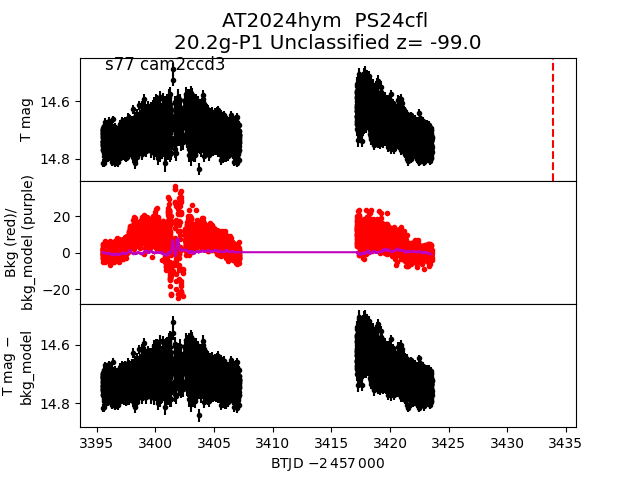 AT2024hym  PS24cfl
20.2g-P1 Unclassified z= -99.0
s77 cam2ccd3
T mag
14.6
14.8
Bkg (red)/
bkg_model (purple)
20
0
−20
T mag −
bkg_model
14.6
14.8
3395 3400 3405 3410 3415 3420 3425 3430 3435
BTJD −2 457 000